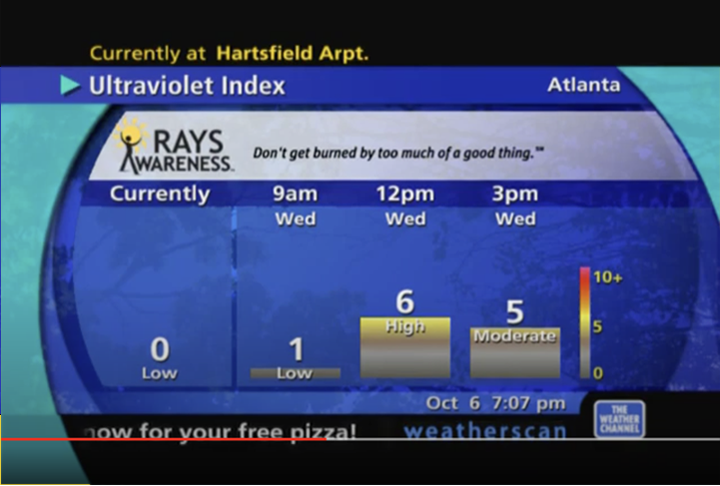 Currently at Hartsfield Arpt.
Ultraviolet Index
Atlanta
RAYS
AWARENESS
Don't get burned by too much of a good thing.℠
Currently 9am 12pm 3pm
Wed Wed Wed
10+
6
High
5
Moderate
5
0
Low
1
Low
0
Oct 6 7:07 pm
now for your free pizza!
weatherscan
THE
WEATHER
CHANNEL